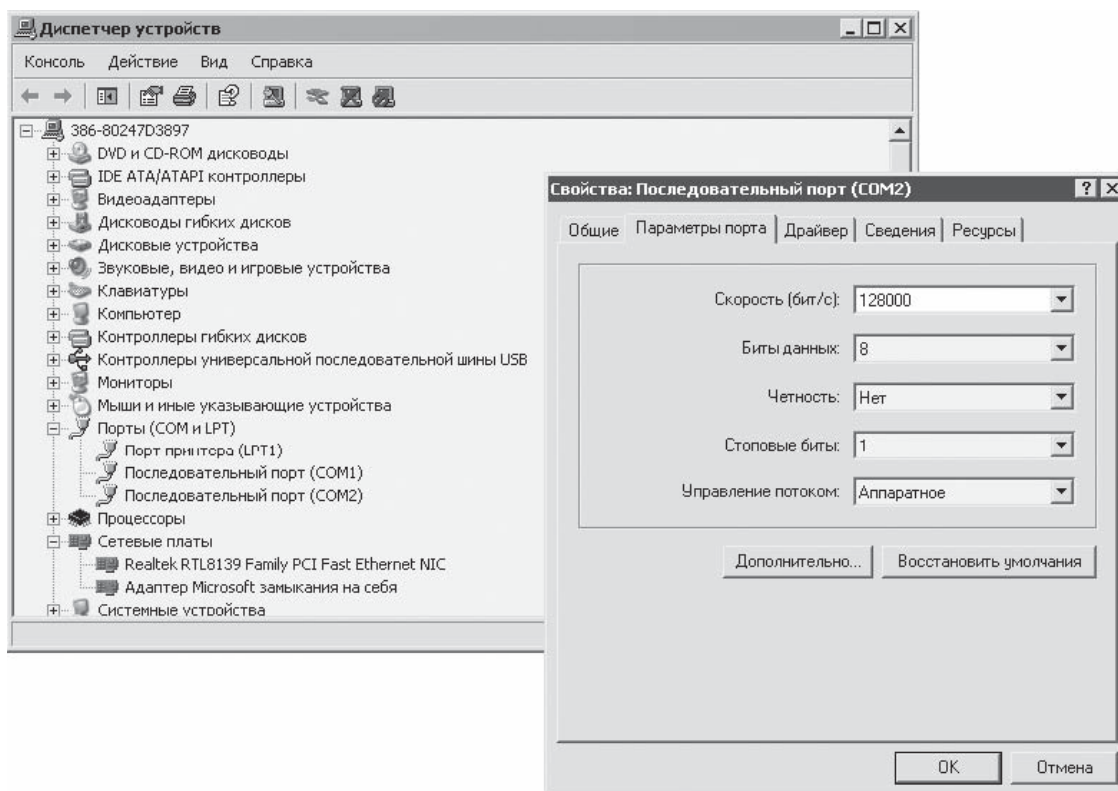 Диспетчер устройств
Консоль Действие Вид Справка
386-80247D3897
DVD и CD-ROM дисководы
IDE ATA/ATAPI контроллеры
Видеоадаптеры
Дисководы гибких дисков
Дисковые устройства
Звуковые, видео и игровые устройства
Клавиатуры
Компьютер
Контроллеры гибких дисков
Контроллеры универсальной последовательной шины USB
Мониторы
Мыши и иные указывающие устройства
Порты (COM и LPT)
Порт принтера (LPT1)
Последовательный порт (COM1)
Последовательный порт (COM2)
Процессоры
Сетевые платы
Realtek RTL8139 Family PCI Fast Ethernet NIC
Адаптер Microsoft замыкания на себя
Системные устройства
Свойства: Последовательный порт (COM2)
Общие Параметры порта Драйвер Сведения Ресурсы
Скорость (бит/с): 128000
Биты данных: 8
Четность: Нет
Стоповые биты: 1
Управление потоком: Аппаратное
Дополнительно... Восстановить умолчания
OK Отмена